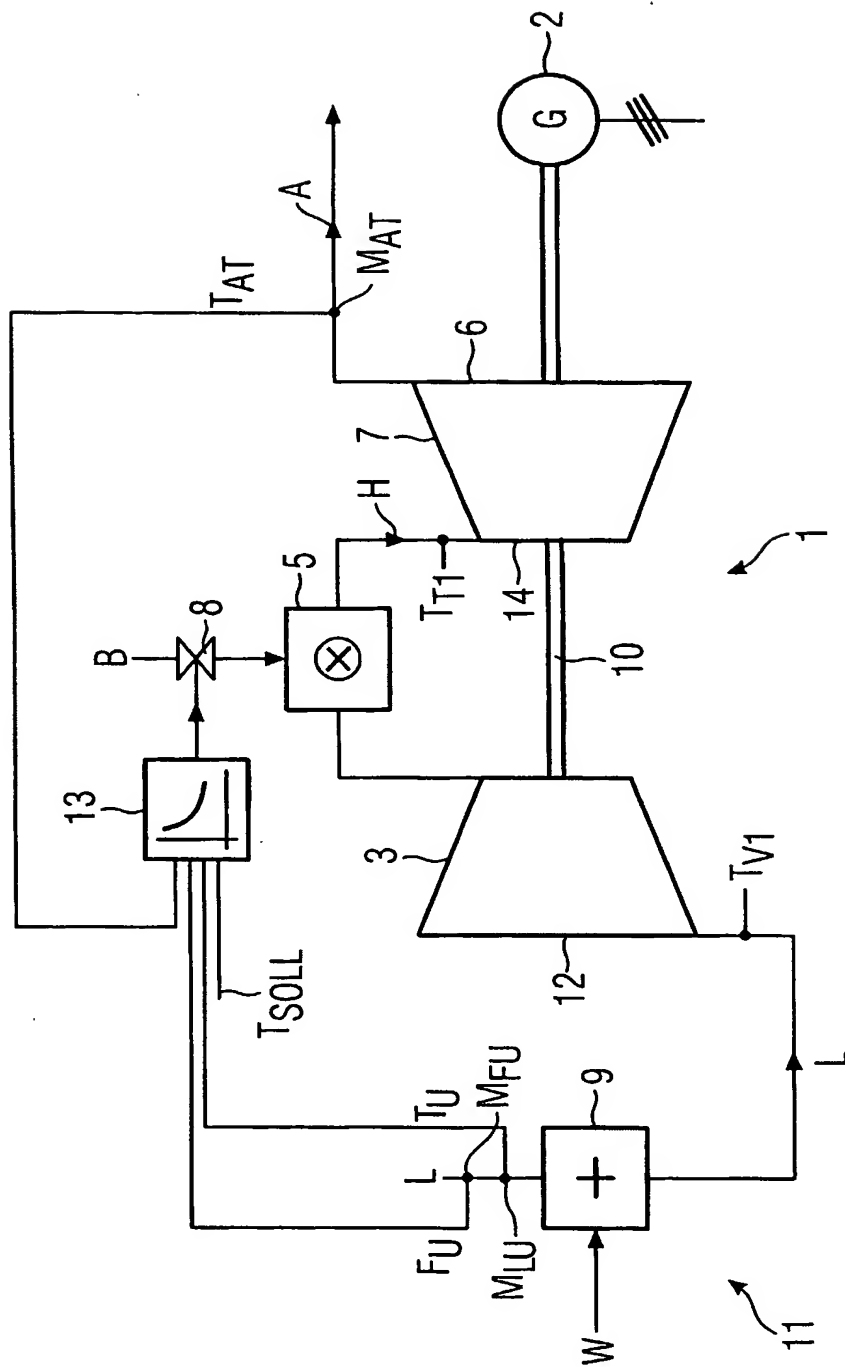 2
G
A
T_AT
M_AT
6
7
H
5
T_T1
14
B
8
13
10
1
3
12
T_V1
T_SOLL
T_U
M_FU
L
F_U
M_LU
9
+
W
L
11